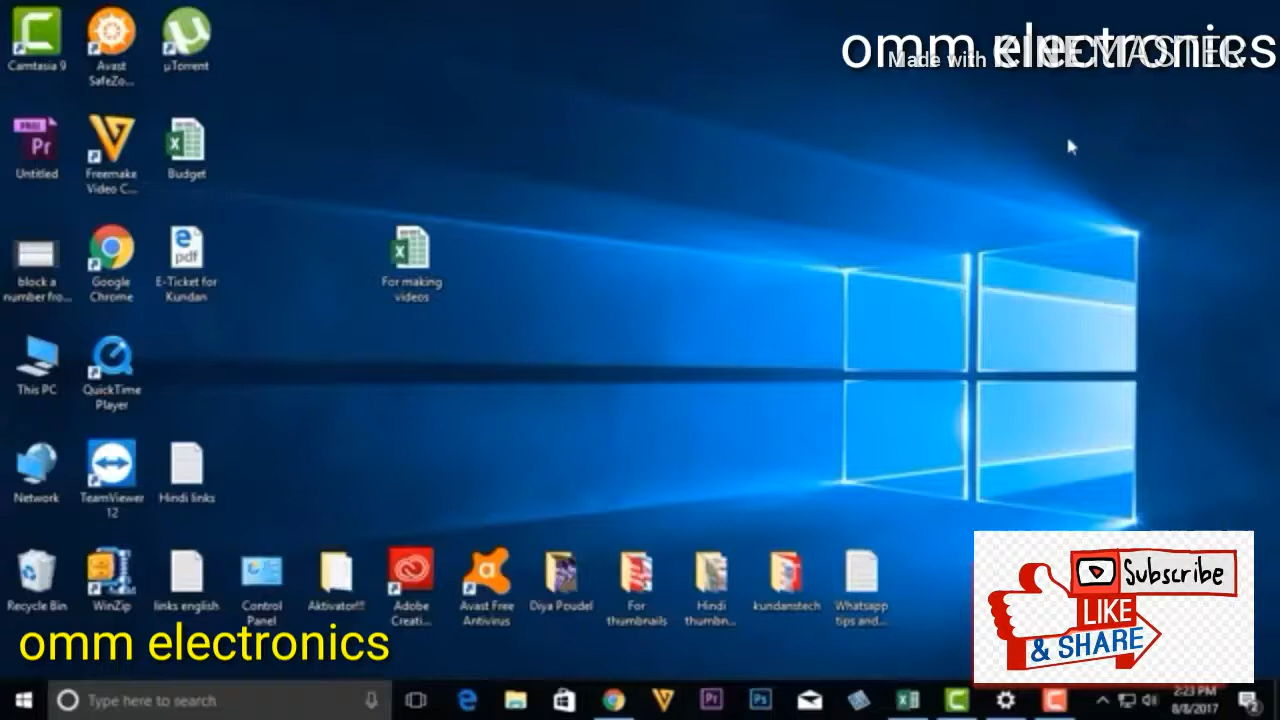 omm electronics
Made with KINEMASTER
Camtasia 9
Avast
SafeZo...
µTorrent
Untitled
Freemake
Video C...
Budget
block a
number fro...
Google
Chrome
E-Ticket for
Kundan
For making
videos
This PC
QuickTime
Player
Network
TeamViewer
12
Hindi links
Recycle Bin
WinZip
links english
Control
Panel
Aktivator!!!
Adobe
Creati...
Avast Free
Antivirus
Diya Poudel
For
thumbnails
Hindi
thumbn...
kundanstech
Whatsapp
tips and...
Subscribe
LIKE
& SHARE
omm electronics
Type here to search
2:23 PM
8/8/2017